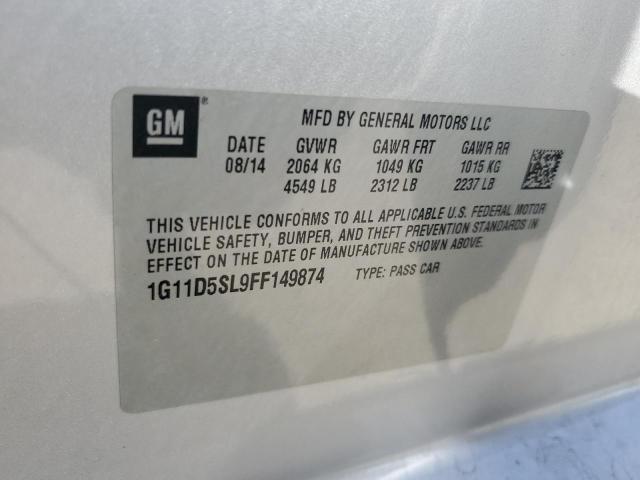 GM ®
MFD BY GENERAL MOTORS LLC
DATE GVWR GAWR FRT GAWR RR
08/14 2064 KG 1049 KG 1015 KG
4549 LB 2312 LB 2237 LB
THIS VEHICLE CONFORMS TO ALL APPLICABLE U.S. FEDERAL MOTOR
VEHICLE SAFETY, BUMPER, AND THEFT PREVENTION STANDARDS IN
EFFECT ON THE DATE OF MANUFACTURE SHOWN ABOVE.
1G11D5SL9FF149874 TYPE: PASS CAR